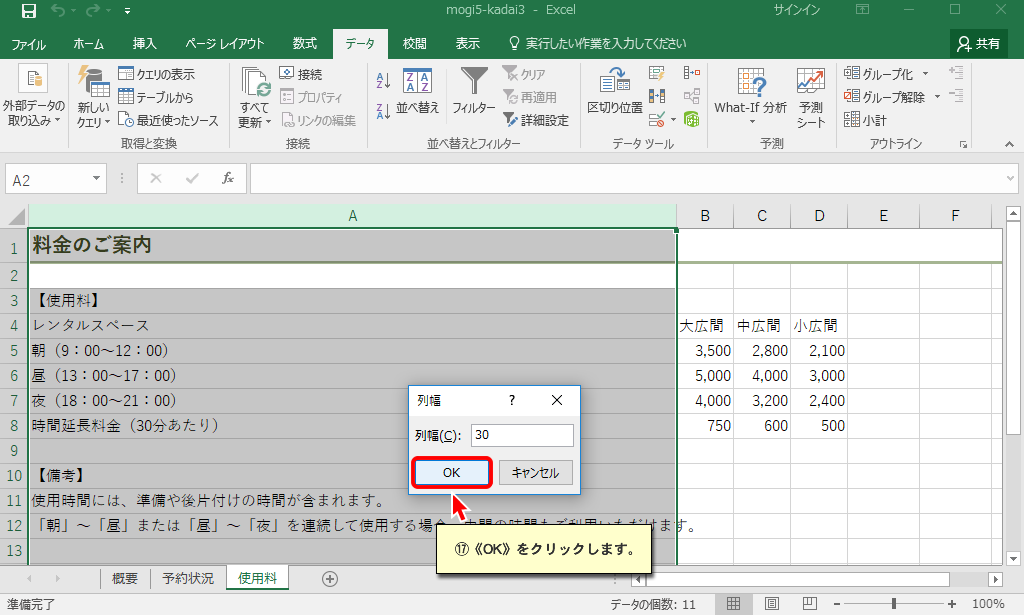 mogi5-kadai3 - Excel サインイン
ファイル ホーム 挿入 ページ レイアウト 数式 データ 校閲 表示 実行したい作業を入力してください 共有
外部データの取り込み
新しいクエリ
クエリの表示
テーブルから
最近使ったソース
取得と変換
すべて更新
接続
プロパティ
リンクの編集
接続
並べ替え
フィルター
クリア
再適用
詳細設定
並べ替えとフィルター
区切り位置
データ ツール
What-If 分析
予測シート
予測
グループ化
グループ解除
小計
アウトライン
A2 fx
A B C D E F
1 料金のご案内
2
3 【使用料】
4 レンタルスペース 大広間 中広間 小広間
5 朝（9：00～12：00） 3,500 2,800 2,100
6 昼（13：00～17：00） 5,000 4,000 3,000
7 夜（18：00～21：00） 4,000 3,200 2,400
8 時間延長料金（30分あたり） 750 600 500
9
10 【備考】
11 使用時間には、準備や後片付けの時間が含まれます。
12 「朝」～「昼」または「昼」～「夜」を連続して使用する場合、中間の時間もご利用いただけます。
13
列幅 ?
列幅(C): 30
OK キャンセル
⑰《OK》をクリックします。
概要 予約状況 使用料
準備完了 データの個数: 11 100%